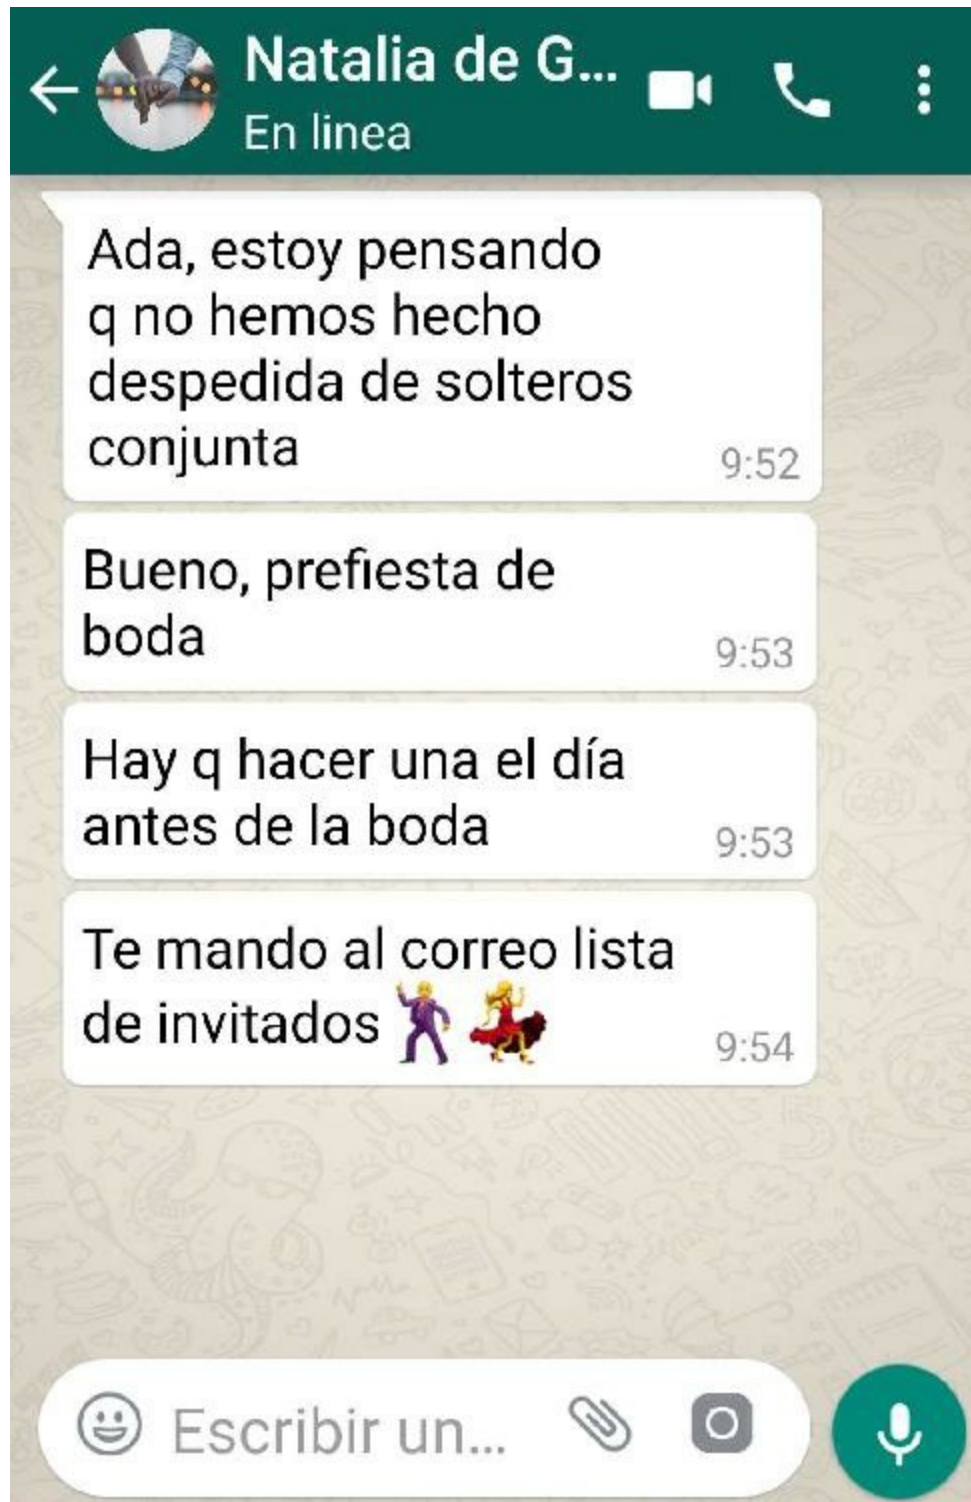 Natalia de G...
En linea
Ada, estoy pensando
q no hemos hecho
despedida de solteros
conjunta
9:52
Bueno, prefiesta de
boda
9:53
Hay q hacer una el día
antes de la boda
9:53
Te mando al correo lista
de invitados
9:54
Escribir un...